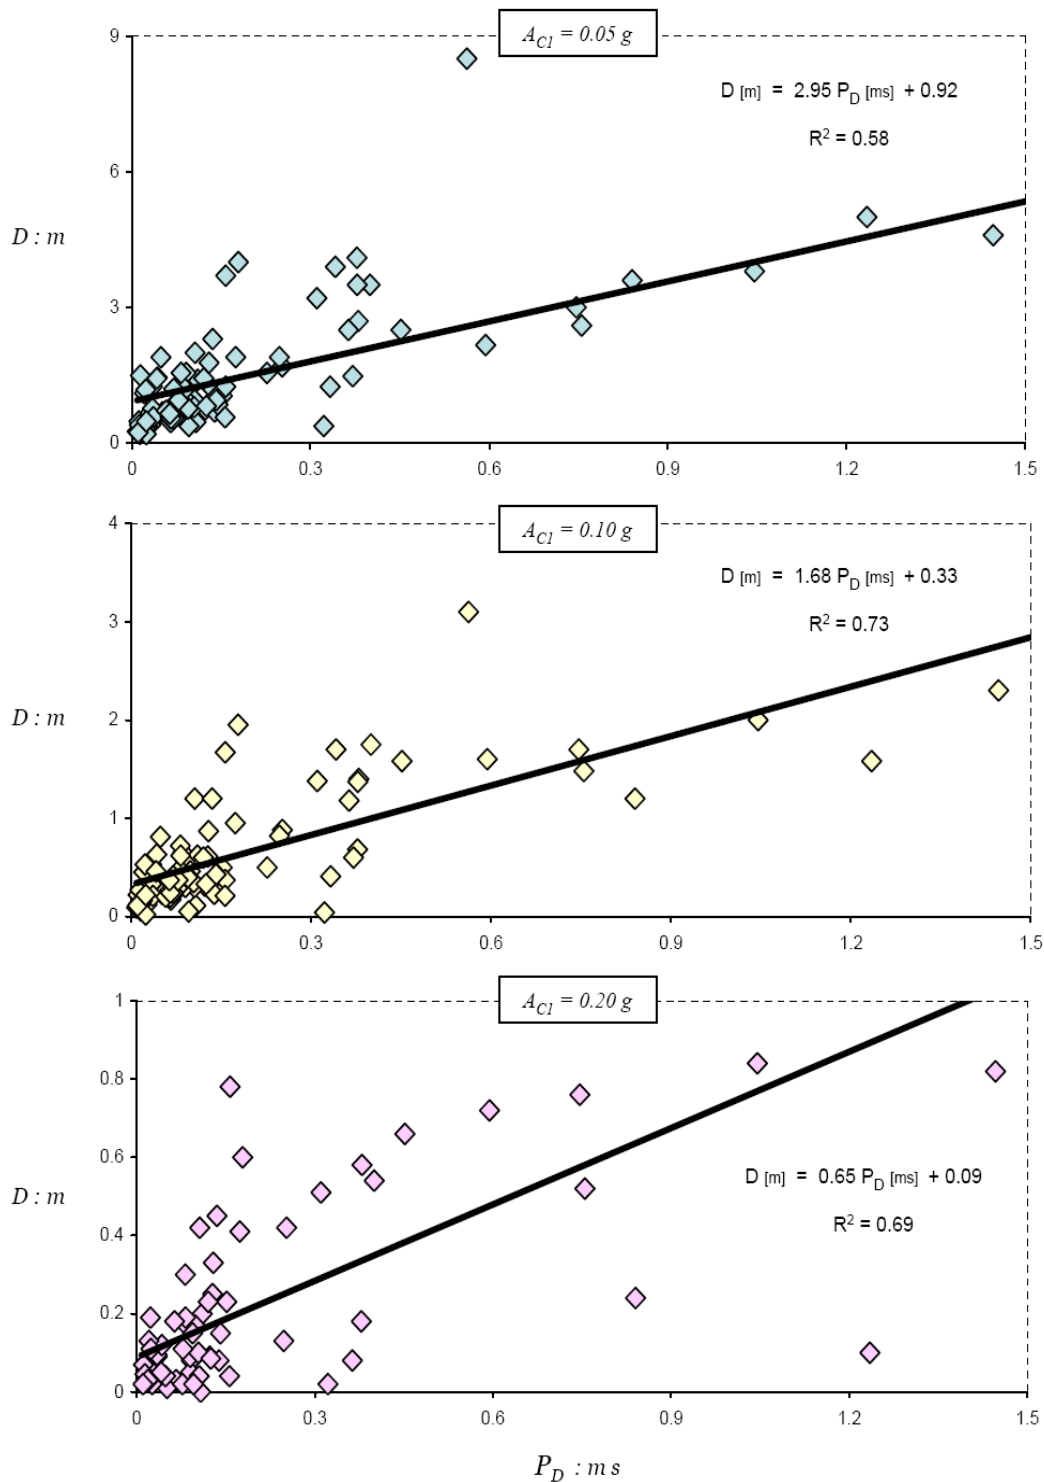 A_C1 = 0.05 g
9
D [m] = 2.95 P_D [ms] + 0.92
R² = 0.58
6
D : m
3
0
0 0.3 0.6 0.9 1.2 1.5
A_C1 = 0.10 g
4
D [m] = 1.68 P_D [ms] + 0.33
R² = 0.73
3
D : m
2
1
0
0 0.3 0.6 0.9 1.2 1.5
A_C1 = 0.20 g
1
0.8
0.6
D [m] = 0.65 P_D [ms] + 0.09
D : m
R² = 0.69
0.4
0.2
0
0 0.3 0.6 0.9 1.2 1.5
P_D : m s